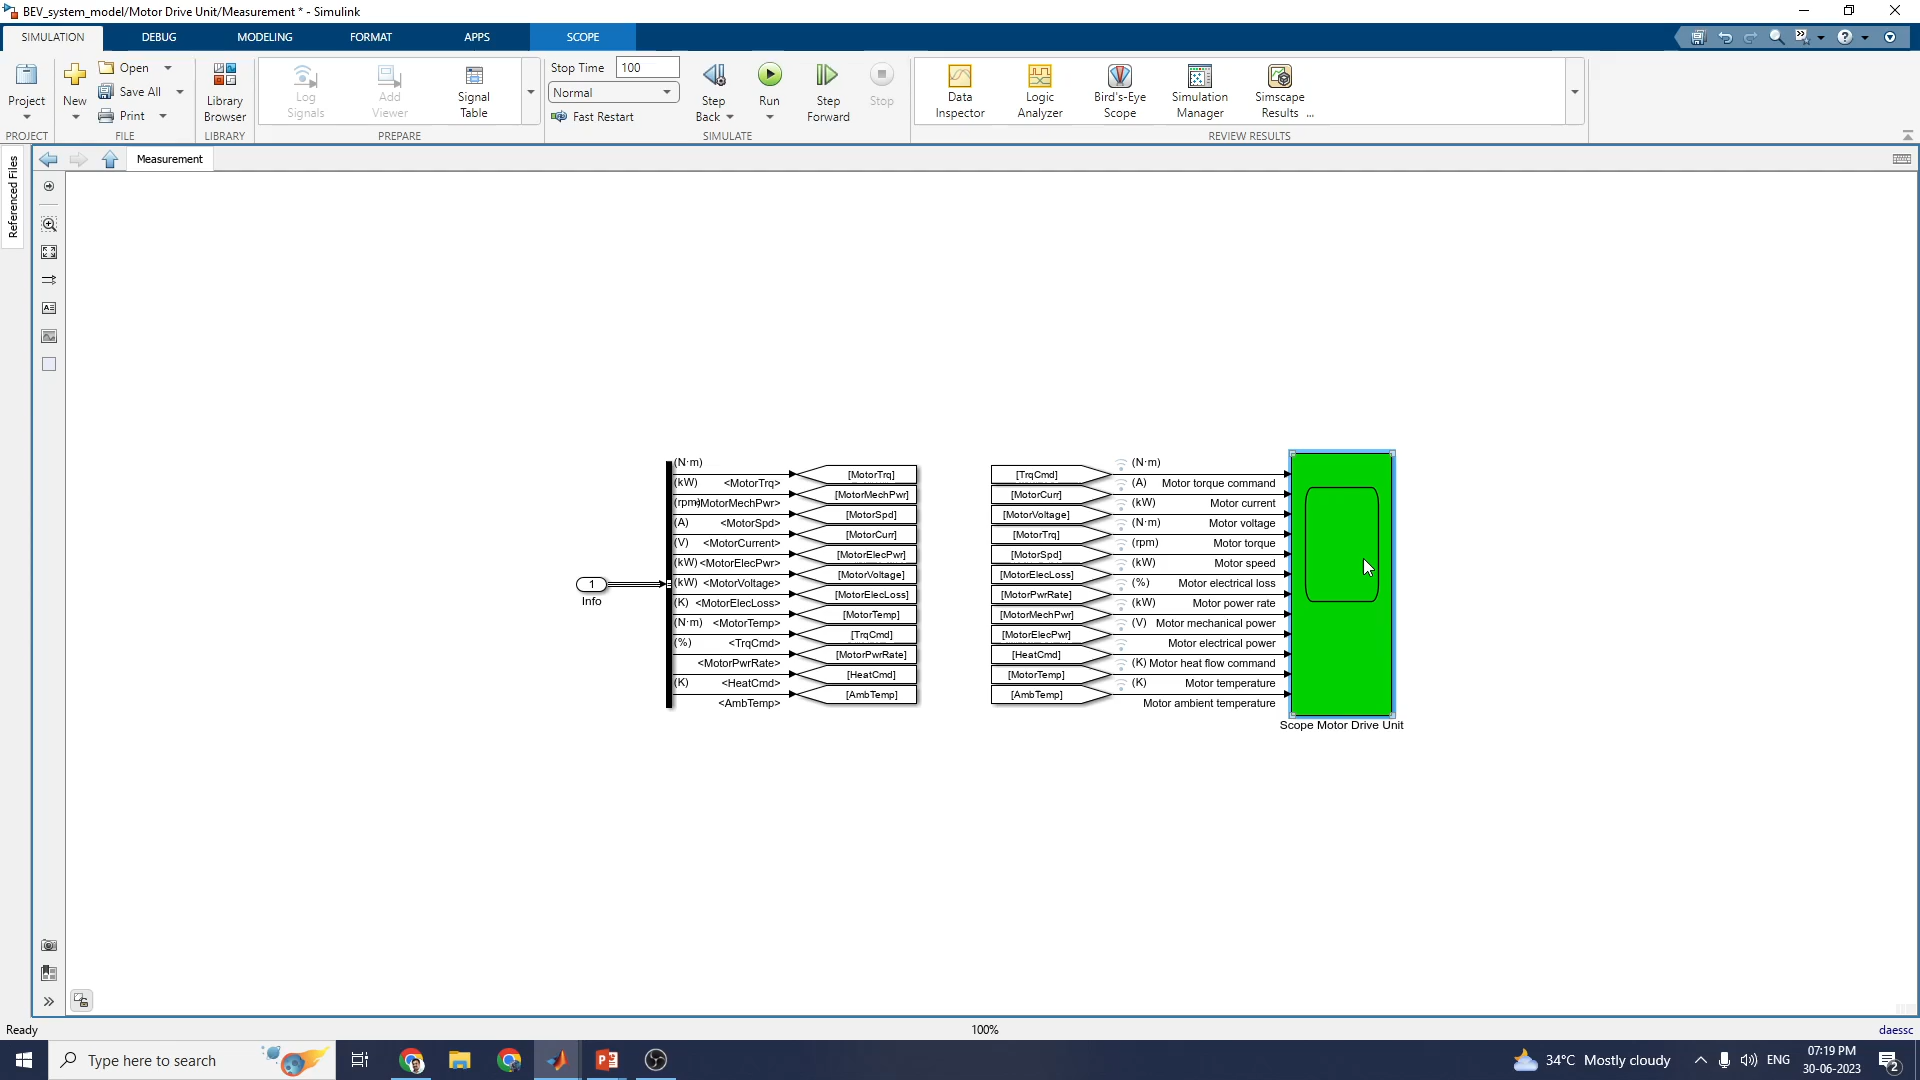 BEV_system_model/Motor Drive Unit/Measurement * - Simulink
SIMULATION DEBUG MODELING FORMAT APPS SCOPE
Project
New
Open
Save All
Print
Library Browser
Log Signals
Add Viewer
Signal Table
Stop Time 100
Normal
Fast Restart
Step Back
Run
Step Forward
Stop
Data Inspector
Logic Analyzer
Bird's-Eye Scope
Simulation Manager
Simscape Results ...
PROJECT FILE LIBRARY PREPARE SIMULATE REVIEW RESULTS
Referenced Files
Measurement
1
Info
(N·m)
<MotorTrq>
(kW)
<MotorMechPwr>
(rpm)
<MotorSpd>
(A)
<MotorCurrent>
(V)
<MotorElecPwr>
(kW)
<MotorVoltage>
(kW)
<MotorElecLoss>
(K)
<MotorTemp>
(N·m)
<TrqCmd>
(%)
<MotorPwrRate>
<HeatCmd>
(K)
<AmbTemp>
[MotorTrq]
[MotorMechPwr]
[MotorSpd]
[MotorCurr]
[MotorElecPwr]
[MotorVoltage]
[MotorElecLoss]
[MotorTemp]
[TrqCmd]
[MotorPwrRate]
[HeatCmd]
[AmbTemp]
[TrqCmd]
[MotorCurr]
[MotorVoltage]
[MotorTrq]
[MotorSpd]
[MotorElecLoss]
[MotorPwrRate]
[MotorMechPwr]
[MotorElecPwr]
[HeatCmd]
[MotorTemp]
[AmbTemp]
(N·m)
(A) Motor torque command
(kW) Motor current
(N·m) Motor voltage
(rpm) Motor torque
(kW) Motor speed
(%) Motor electrical loss
(kW) Motor power rate
(V) Motor mechanical power
Motor electrical power
(K) Motor heat flow command
(K) Motor temperature
Motor ambient temperature
Scope Motor Drive Unit
Ready 100% daessc
Type here to search
34°C Mostly cloudy
ENG
07:19 PM
30-06-2023
2